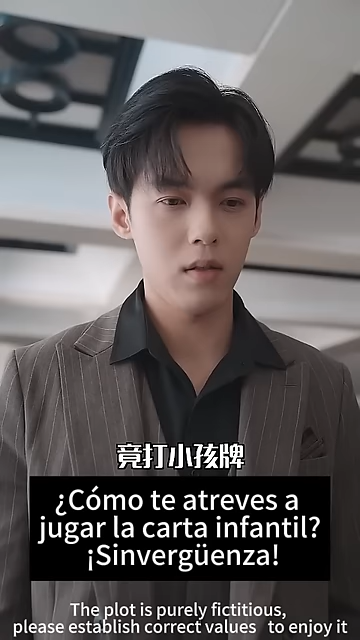 竟打小孩牌
¿Cómo te atreves a
jugar la carta infantil?
¡Sinvergüenza!
The plot is purely fictitious,
please establish correct values to enjoy it